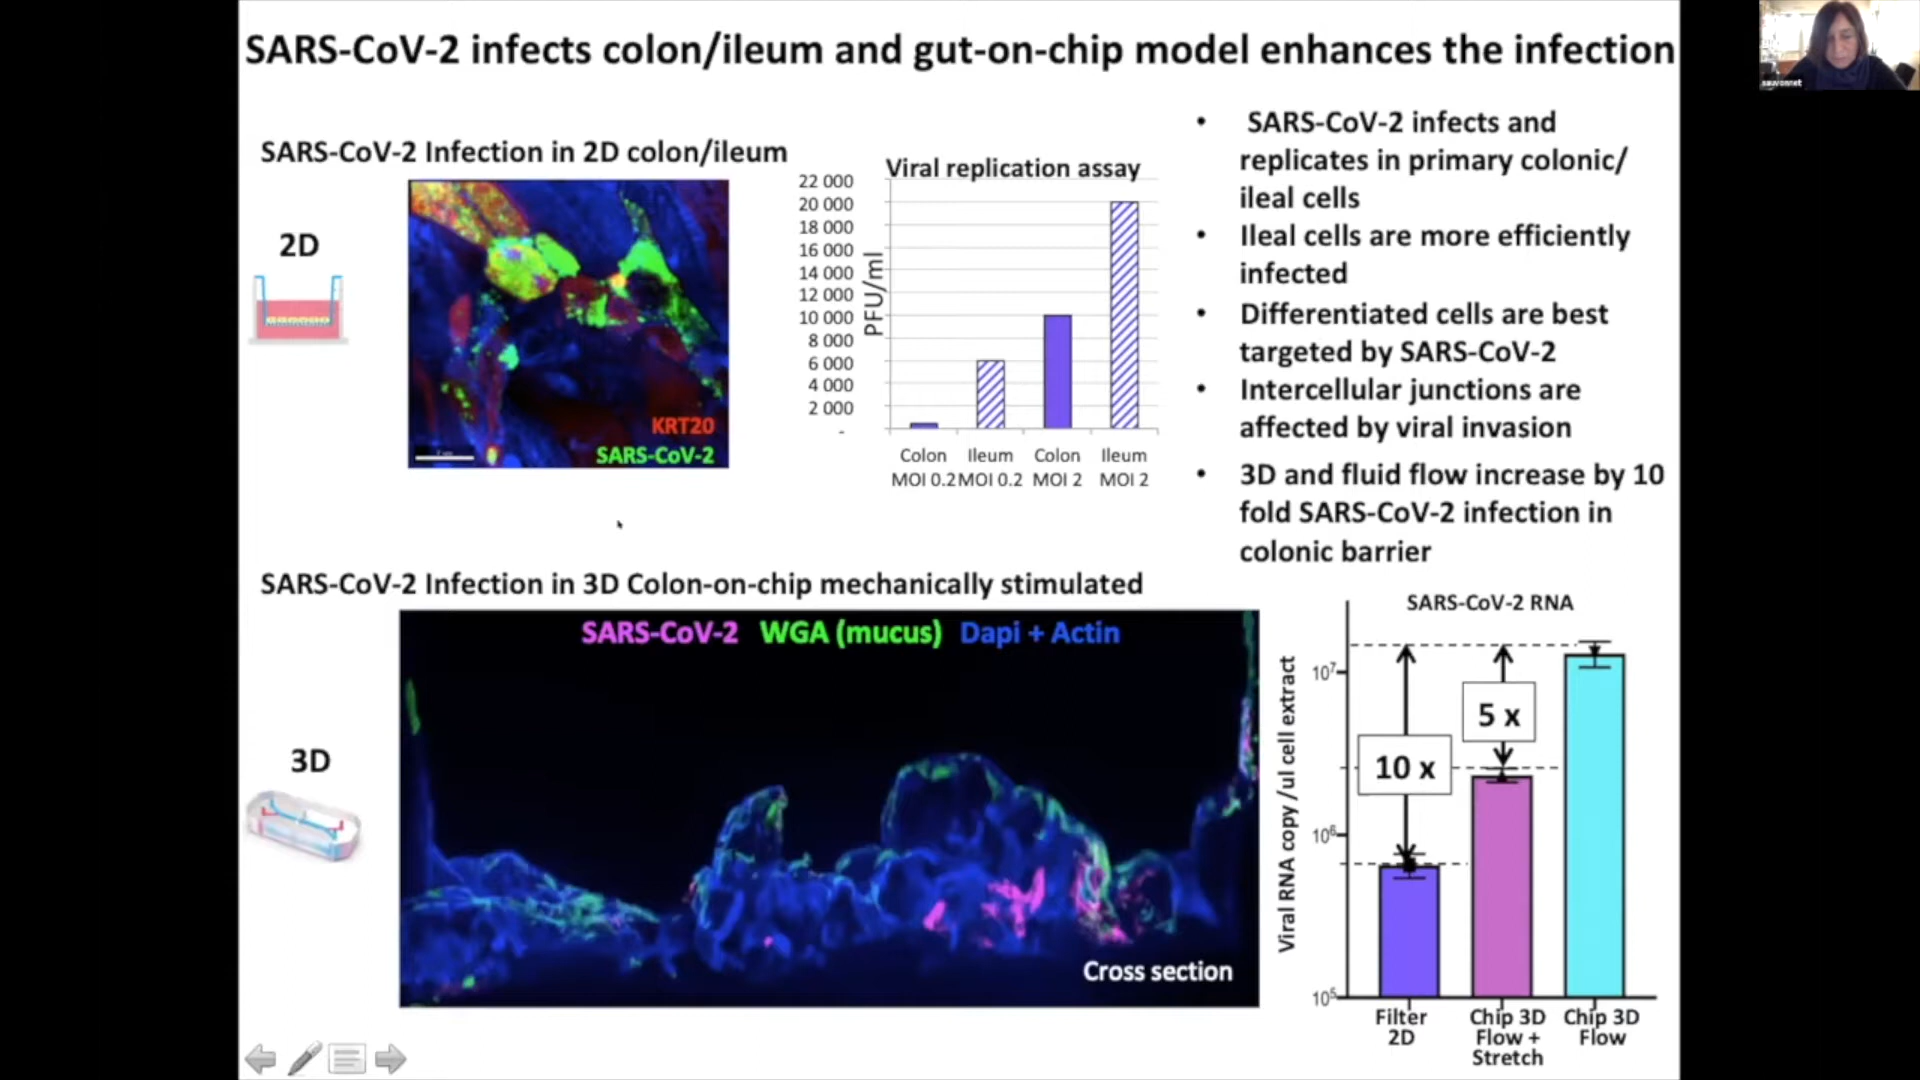 SARS-CoV-2 infects colon/ileum and gut-on-chip model enhances the infection
sauvonnet
SARS-CoV-2 Infection in 2D colon/ileum
2D
KRT20
SARS-CoV-2
Viral replication assay
PFU/ml
22 000
20 000
18 000
16 000
14 000
12 000
10 000
8 000
6 000
4 000
2 000
-
Colon Ileum Colon Ileum
MOI 0.2 MOI 0.2 MOI 2 MOI 2
• SARS-CoV-2 infects and
replicates in primary colonic/
ileal cells
• Ileal cells are more efficiently
infected
• Differentiated cells are best
targeted by SARS-CoV-2
• Intercellular junctions are
affected by viral invasion
• 3D and fluid flow increase by 10
fold SARS-CoV-2 infection in
colonic barrier
SARS-CoV-2 Infection in 3D Colon-on-chip mechanically stimulated
3D
SARS-CoV-2 WGA (mucus) Dapi + Actin
Cross section
SARS-CoV-2 RNA
Viral RNA copy /ul cell extract
10⁷
10⁶
10⁵
10 x
5 x
Filter Chip 3D Chip 3D
2D Flow + Flow
Stretch